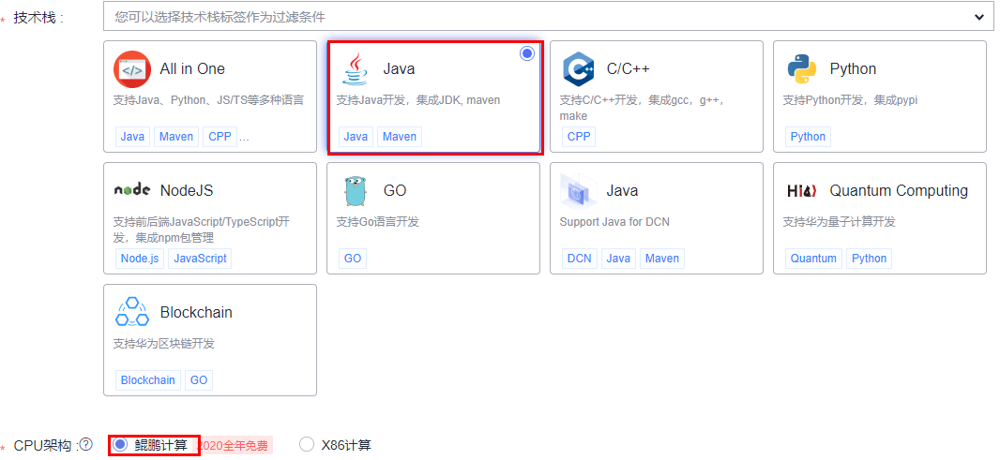 * 技术栈 :
您可以选择技术栈标签作为过滤条件
All in One
支持Java、Python、JS/TS等多种语言
Java Maven CPP ...
Java
支持Java开发，集成JDK, maven
Java Maven
C/C++
支持C/C++开发，集成gcc，g++，
make
CPP
Python
支持Python开发，集成pypi
Python
node NodeJS
支持前后端JavaScript/TypeScript开
发，集成npm包管理
Node.js JavaScript
GO
支持Go语言开发
GO
Java
Support Java for DCN
DCN Java Maven
HiQ Quantum Computing
支持华为量子计算开发
Quantum Python
Blockchain
支持华为区块链开发
Blockchain GO
* CPU架构 :? 鲲鹏计算 2020全年免费 X86计算